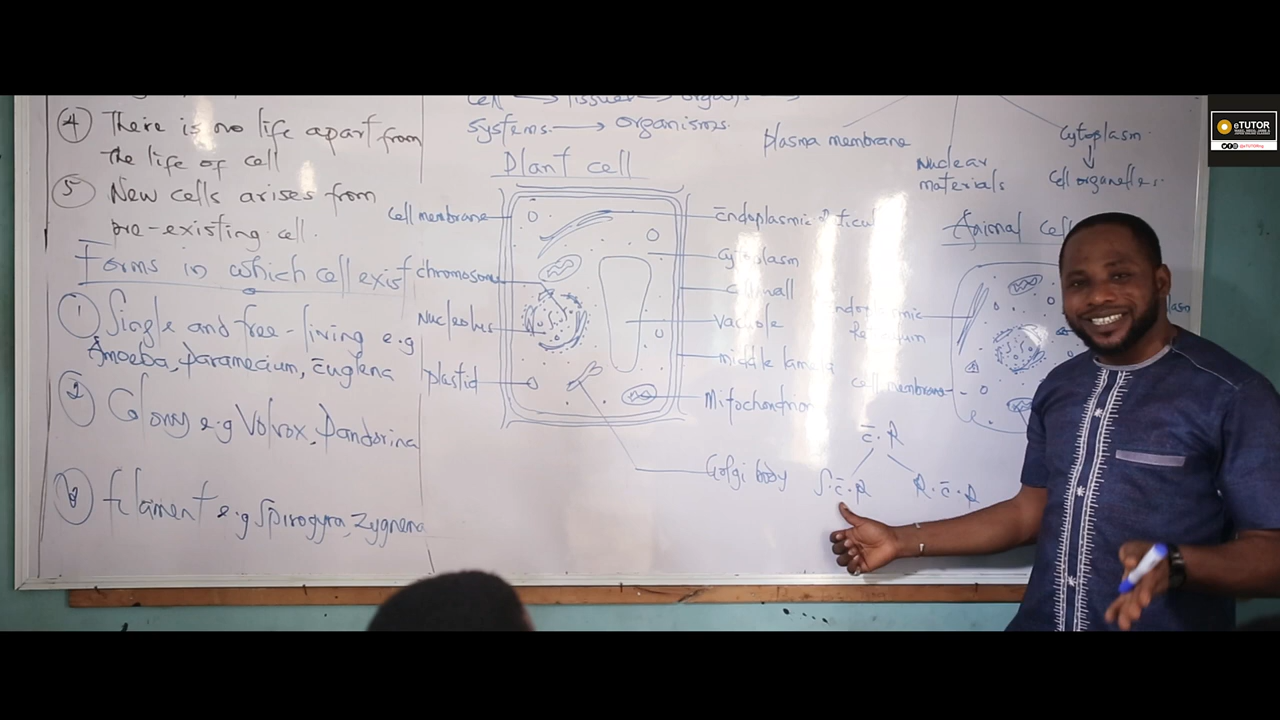 ④ There is no life apart from
the life of cell
⑤ New cells arises from
pre-existing cell.
Forms in which cell exist
① Single and free-living e.g
Amoeba, paramecium, Euglena
② Colony e.g Volvox, Pandorina
③ filament e.g Spirogyra, Zygnema
Cell → Tissues → organs →
systems → organisms.
Plant cell
Cell membrane
chromosome
Nucleolus
plastid
Endoplasmic reticul
cytoplasm
cell wall
Vacuole
middle lamela
Mitochondrion
Golgi body
plasma membrane
Nuclear
materials
Cytoplasm
↓
Cell organelles.
Animal cell
Endoplasmic
Reticulum
cell membrane
C̄.R
S.C̄.R
R.C̄.R
eTUTOR